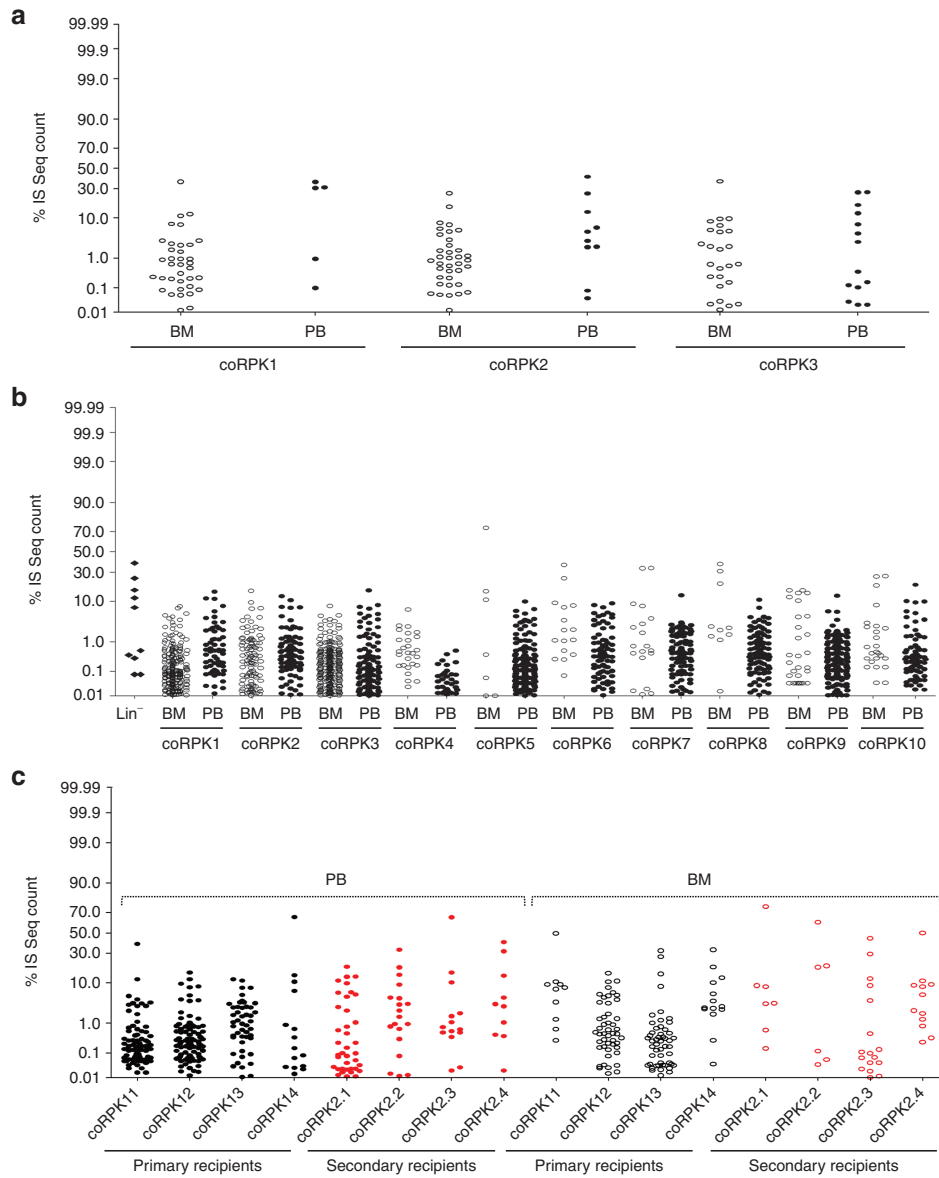 a
99.99
99.9
99.0
90.0
70.0
50.0
30.0
10.0
1.0
0.1
0.01
% IS Seq count
BM PB BM PB BM PB
coRPK1 coRPK2 coRPK3
b
99.99
99.9
99.0
90.0
70.0
50.0
30.0
10.0
1.0
0.1
0.01
% IS Seq count
Lin⁻ BM PB BM PB BM PB BM PB BM PB BM PB BM PB BM PB BM PB BM PB
coRPK1 coRPK2 coRPK3 coRPK4 coRPK5 coRPK6 coRPK7 coRPK8 coRPK9 coRPK10
c
99.99
99.9
99.0
90.0
70.0
50.0
30.0
10.0
1.0
0.1
0.01
% IS Seq count
PB BM
coRPK11 coRPK12 coRPK13 coRPK14 coRPK2.1 coRPK2.2 coRPK2.3 coRPK2.4 coRPK11 coRPK12 coRPK13 coRPK14 coRPK2.1 coRPK2.2 coRPK2.3 coRPK2.4
Primary recipients Secondary recipients Primary recipients Secondary recipients